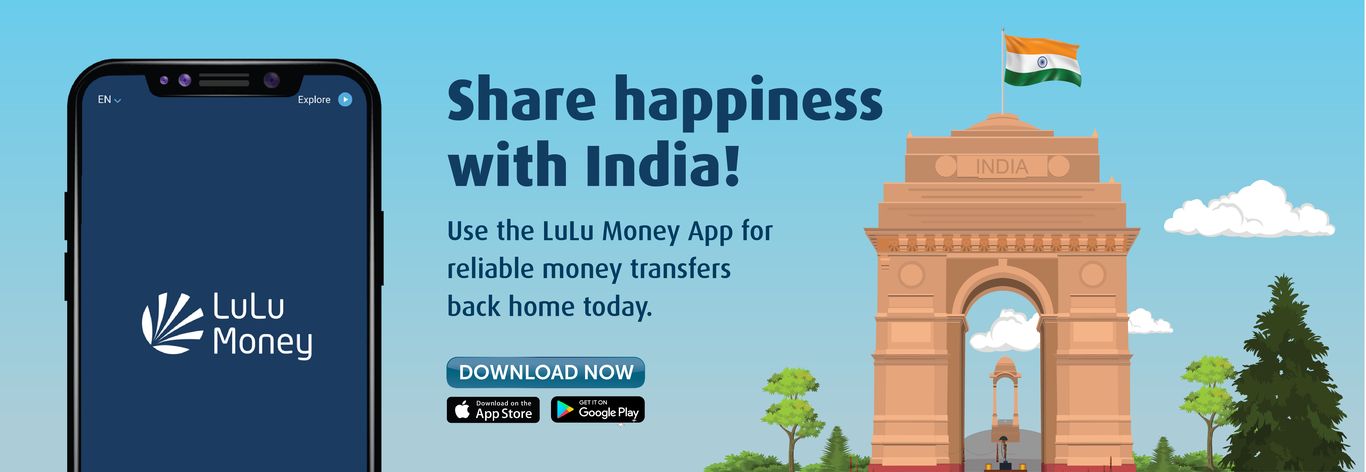 EN
Explore
LuLu
Money
Share happiness
with India!
Use the LuLu Money App for
reliable money transfers
back home today.
DOWNLOAD NOW
Download on the
App Store
GET IT ON
Google Play
INDIA